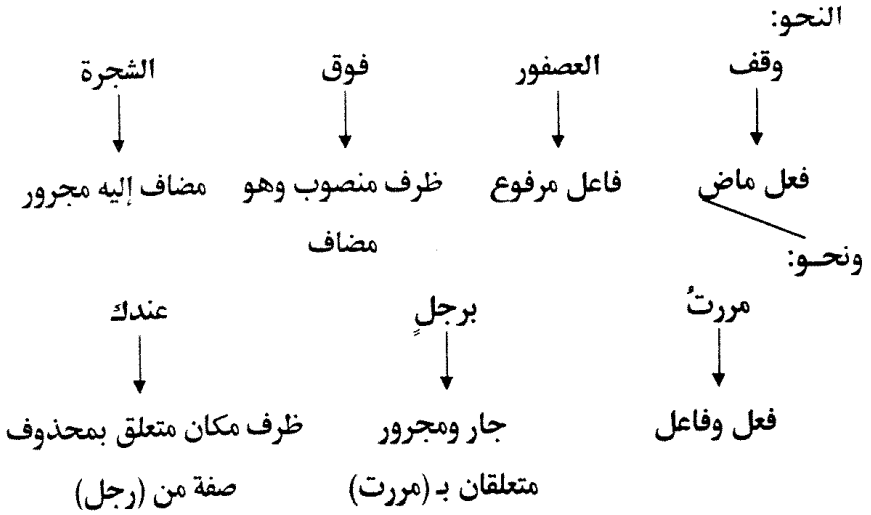 النحو:
وقف العصفور فوق الشجرة
فعل ماض فاعل مرفوع ظرف منصوب وهو مضاف إليه مجرور
مضاف
ونحـو:
مررتُ برجلٍ عندك
فعل وفاعل جار ومجرور ظرف مكان متعلق بمحذوف
متعلقان بـ (مررت) صفة من (رجل)